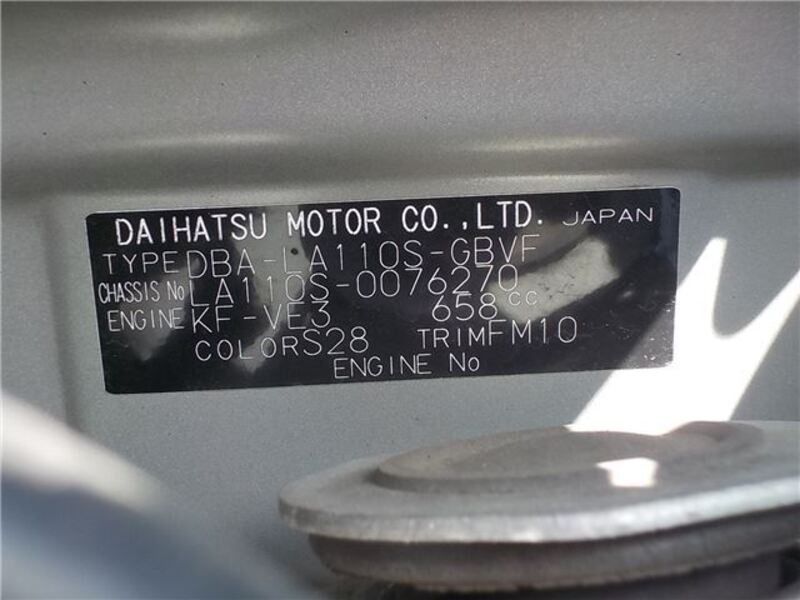 DAIHATSU MOTOR CO.,LTD. JAPAN
TYPE DBA-LA110S-GBVF
CHASSIS No LA110S-0076270
ENGINE KF-VE3 658 CC
COLOR S28 TRIM FM10
ENGINE No